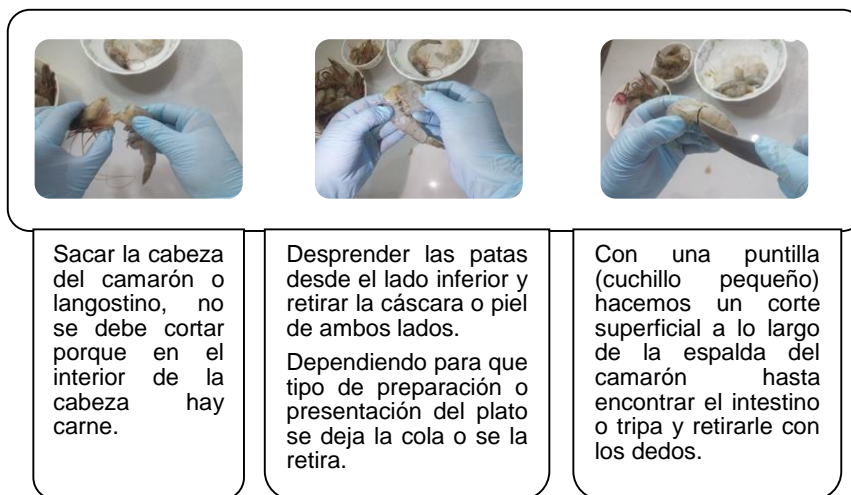 Sacar la cabeza
del camarón o
langostino, no
se debe cortar
porque en el
interior de la
cabeza hay
carne.
Desprender las patas
desde el lado inferior y
retirar la cáscara o piel
de ambos lados.
Dependiendo para que
tipo de preparación o
presentación del plato
se deja la cola o se la
retira.
Con una puntilla
(cuchillo pequeño)
hacemos un corte
superficial a lo largo
de la espalda del
camarón hasta
encontrar el intestino
o tripa y retirarle con
los dedos.